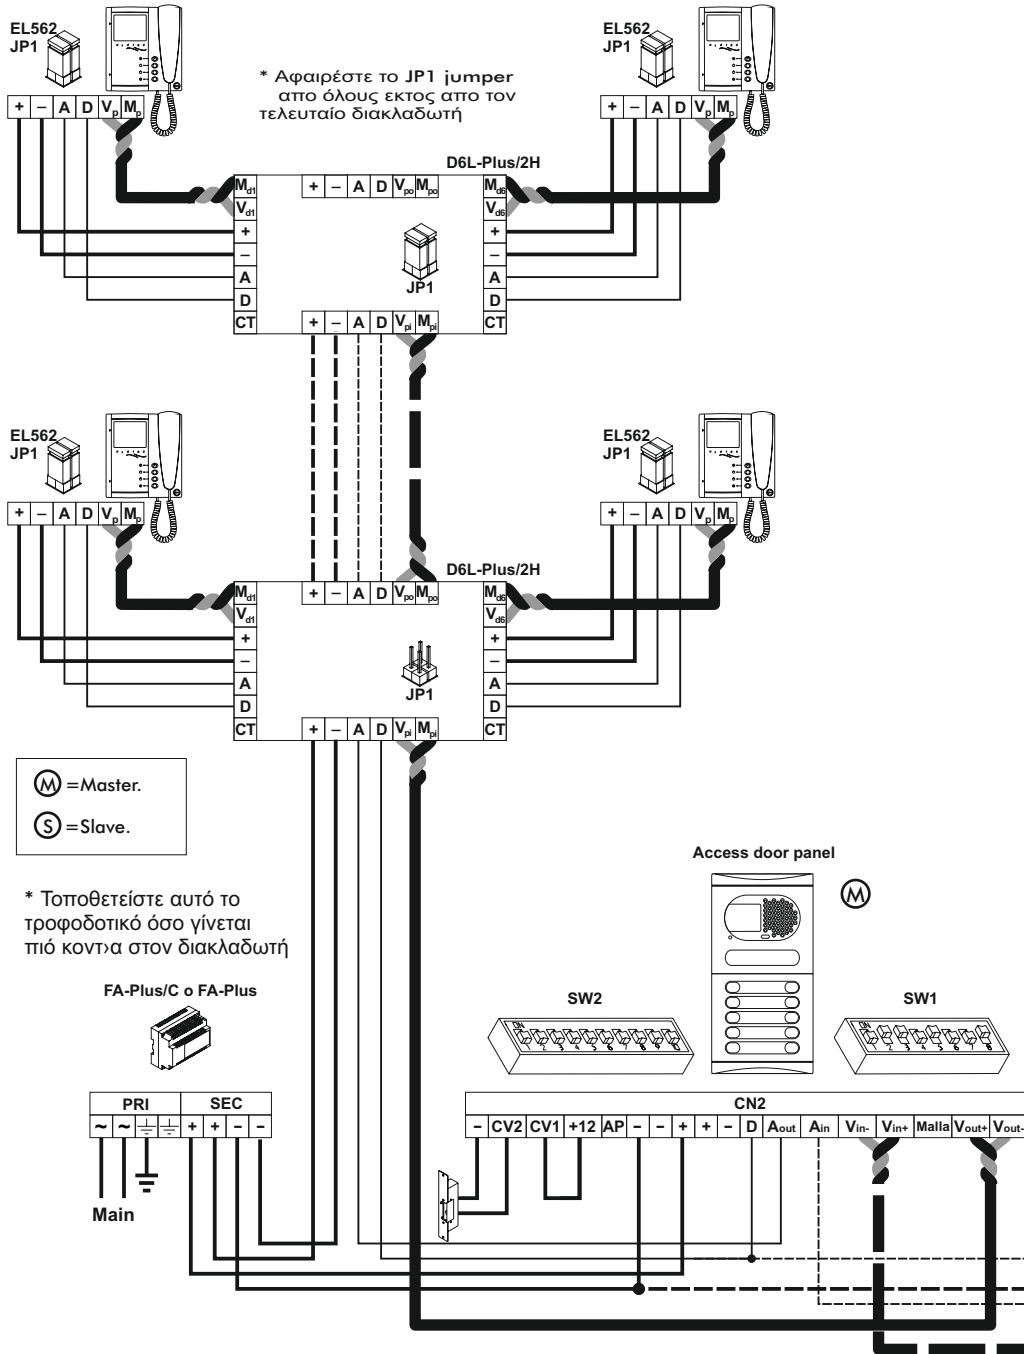 EL562
JP1
EL562
JP1
* Αφαιρέστε το JP1 jumper
απο όλους εκτος απο τον
τελευταίο διακλαδωτή
+ – A D Vp Mp
+ – A D Vp Mp
D6L-Plus/2H
Md1
Vd1
+
–
A
D
CT
+ – A D Vpo Mpo
Md6
Vd6
+
–
A
D
CT
JP1
+ – A D Vpi Mpi
EL562
JP1
EL562
JP1
+ – A D Vp Mp
+ – A D Vp Mp
D6L-Plus/2H
Md1
Vd1
+
–
A
D
CT
+ – A D Vpo Mpo
Md6
Vd6
+
–
A
D
CT
JP1
+ – A D Vpi Mpi
M =Master.
S =Slave.
Access door panel
M
* Τοποθετείστε αυτό το
τροφοδοτικό όσο γίνεται
πιό κοντ›α στον διακλαδωτή
FA-Plus/C o FA-Plus
SW2
SW1
ON
ON
PRI SEC
~ ~ + + – –
Main
CN2
– CV2 CV1 +12 AP – – + + – D Aout Ain Vin- Vin+ Malla Vout+ Vout-